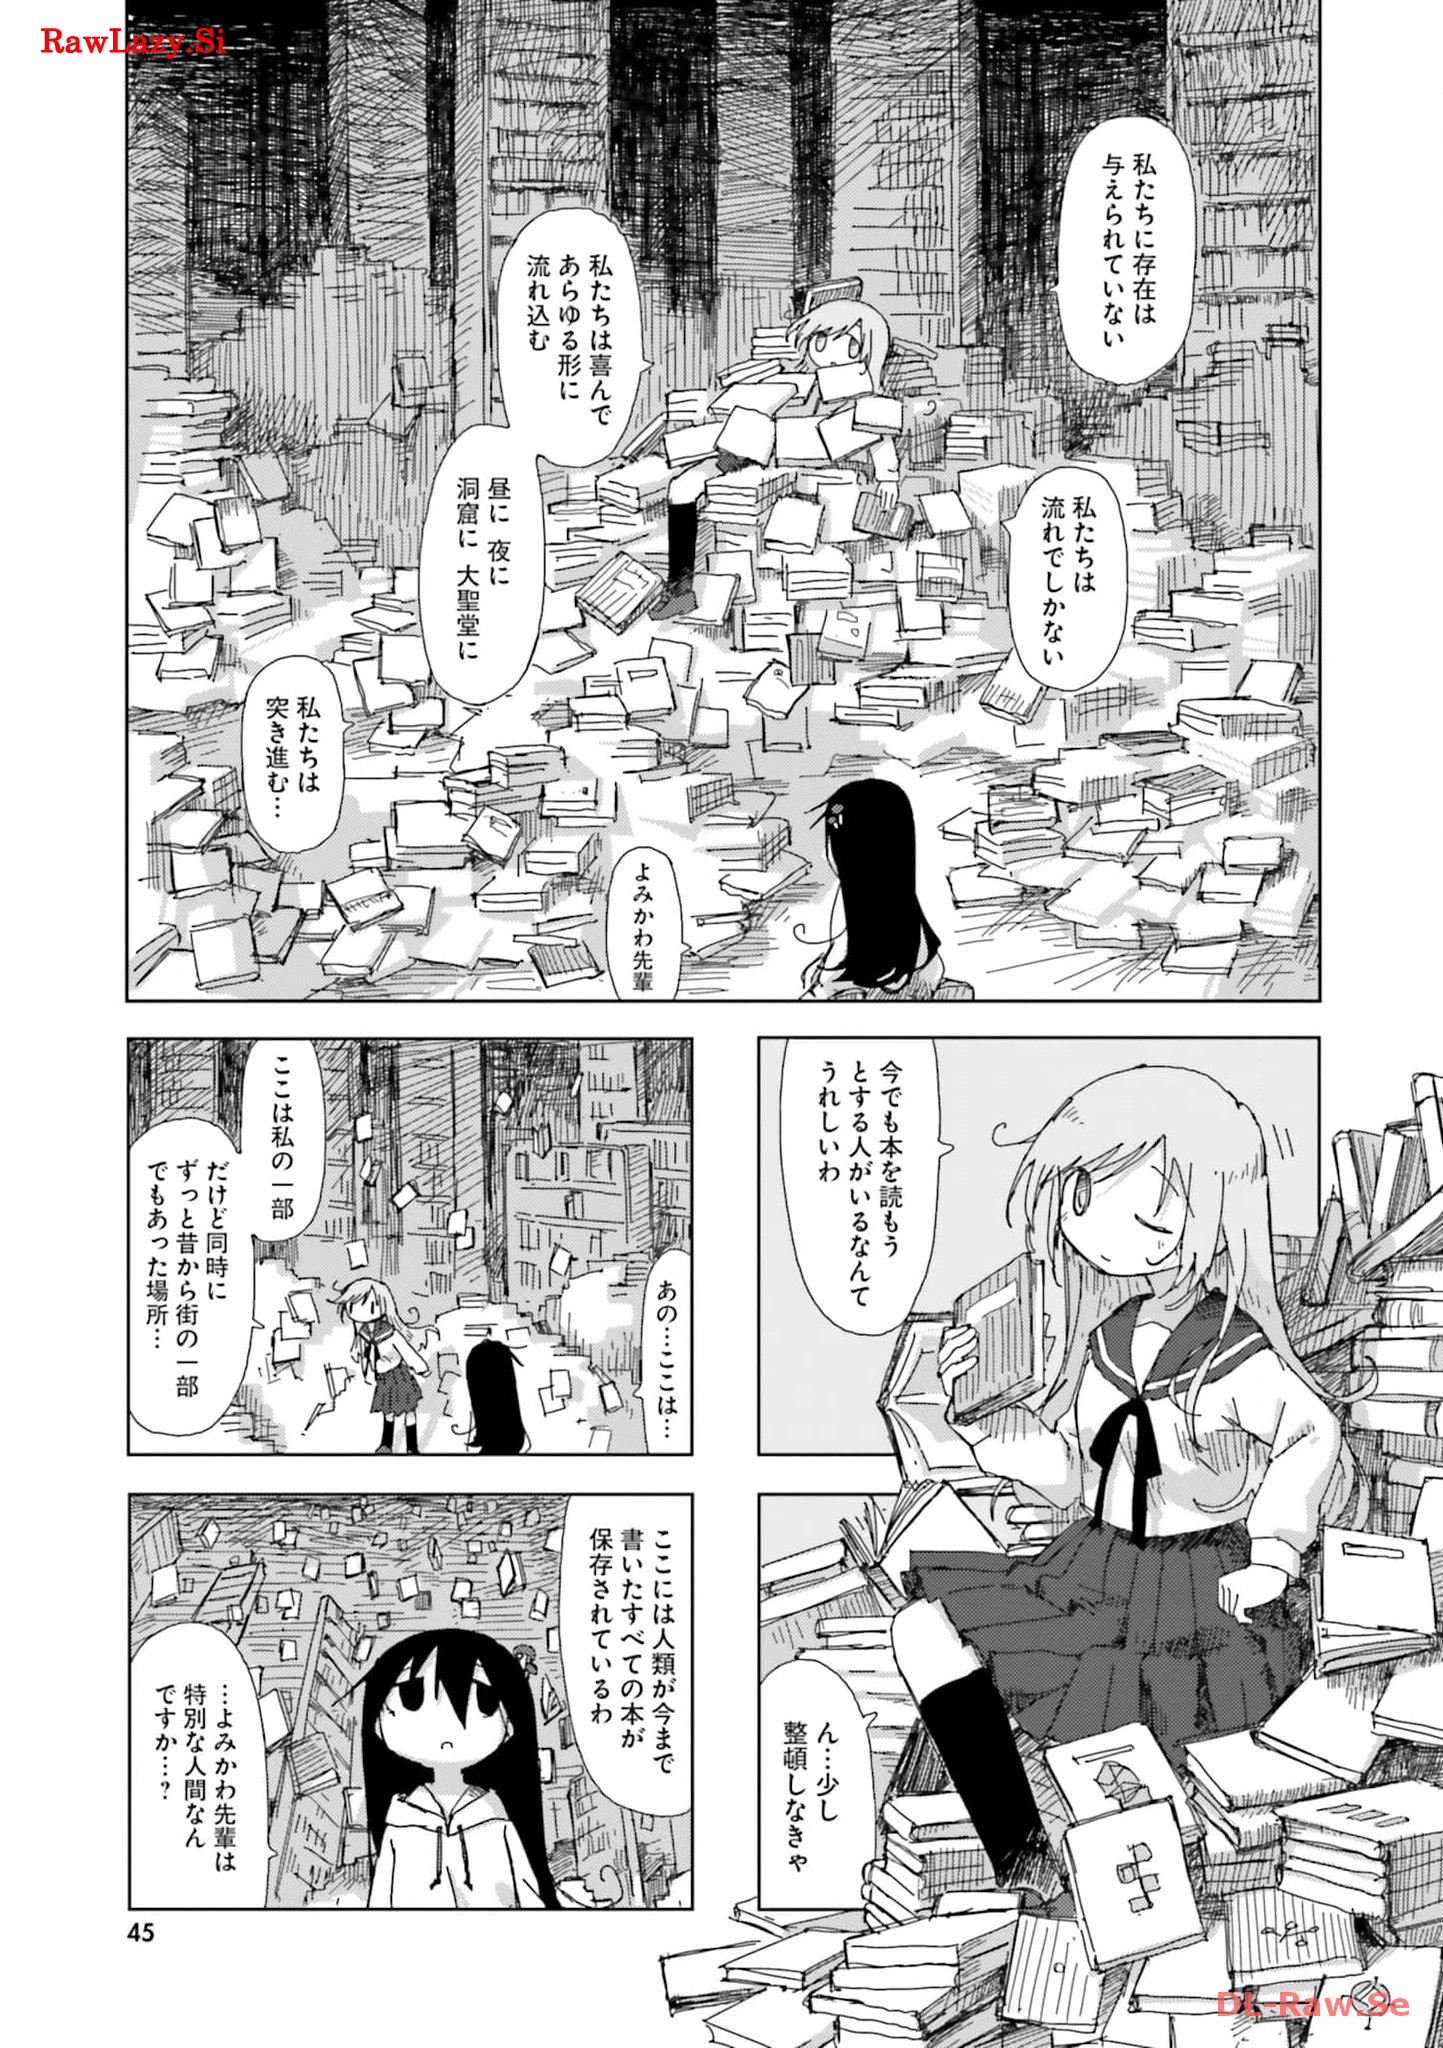 RawLazy.Si
私たちに存在は
与えられていない
私たちは
流れでしかない
私たちは喜んで
あらゆる形に
流れ込む
昼に 夜に
洞窟に 大聖堂に
私たちは
突き進む…
よみかわ先輩
今でも本を読もう
とする人がいるなんて
うれしいわ
ん…少し
整頓しなきゃ
あの…ここは…
ここは私の一部
だけど同時に
ずっと昔から街の一部
でもあった場所…
ここには人類が今まで
書いたすべての本が
保存されているわ
…よみかわ先輩は
特別な人間なん
ですか…?
45
DL-Raw.Se